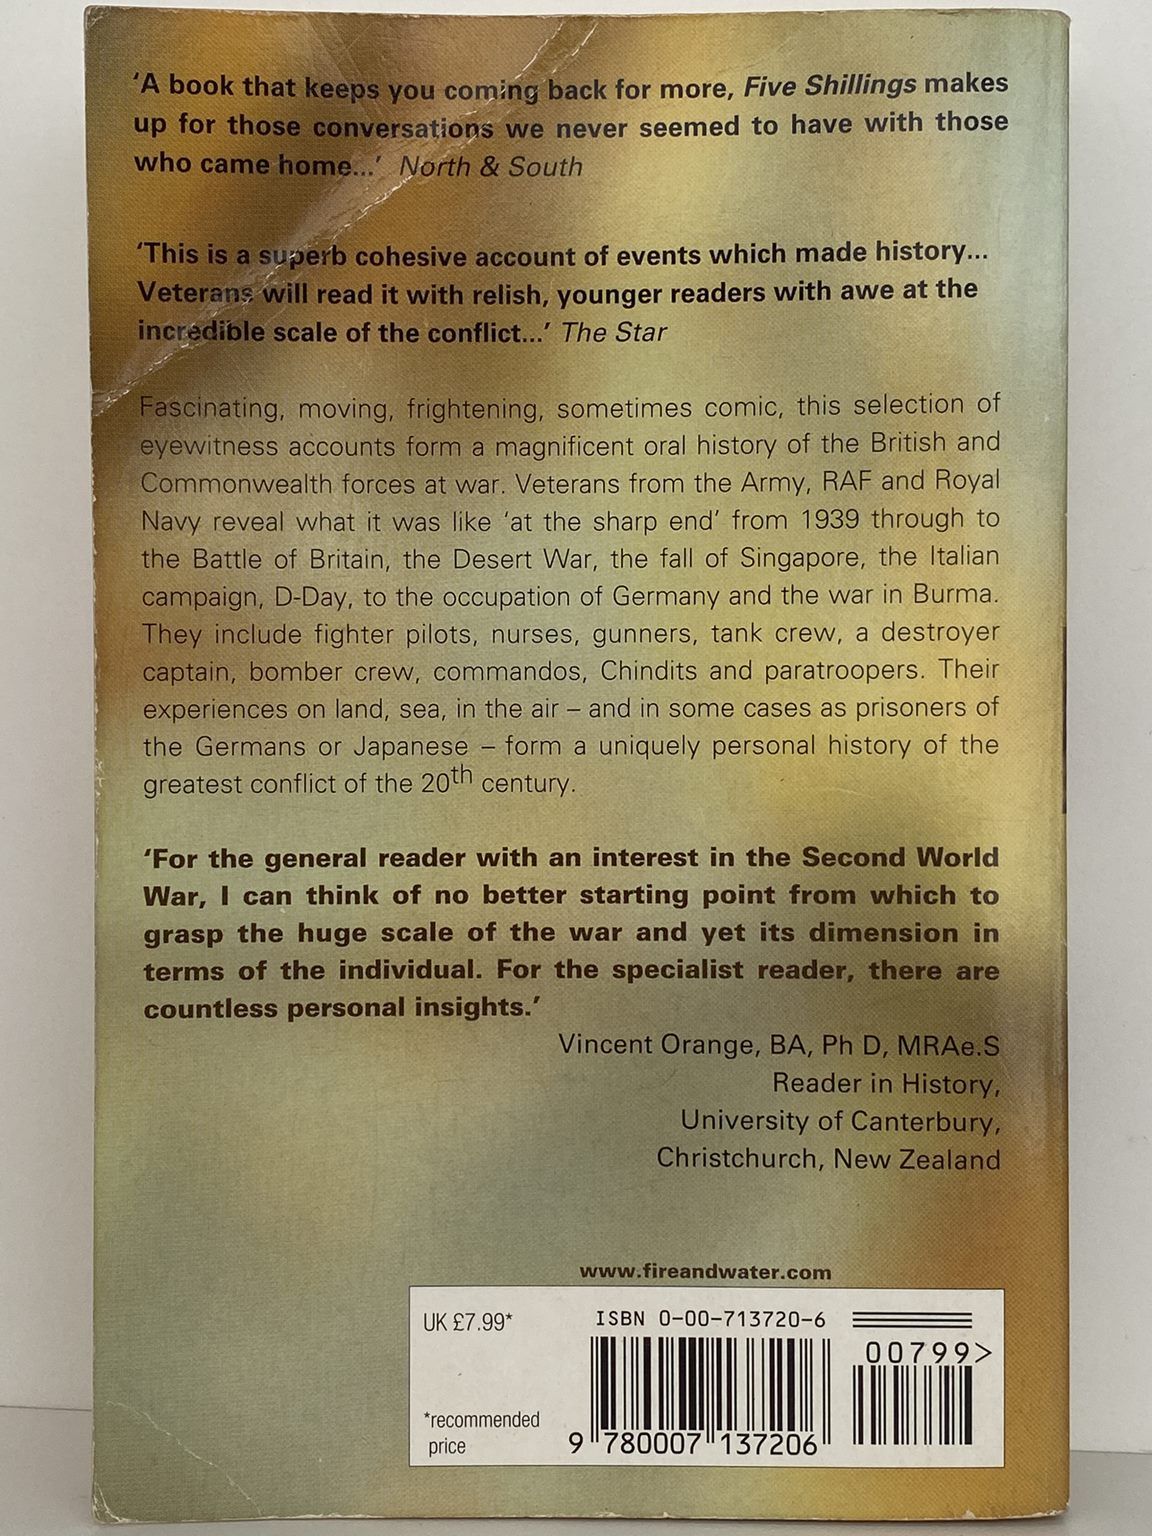 ‘A book that keeps you coming back for more, Five Shillings makes
up for those conversations we never seemed to have with those
who came home...’ North & South
‘This is a superb cohesive account of events which made history...
Veterans will read it with relish, younger readers with awe at the
incredible scale of the conflict...’ The Star
Fascinating, moving, frightening, sometimes comic, this selection of
eyewitness accounts form a magnificent oral history of the British and
Commonwealth forces at war. Veterans from the Army, RAF and Royal
Navy reveal what it was like ‘at the sharp end’ from 1939 through to
the Battle of Britain, the Desert War, the fall of Singapore, the Italian
campaign, D-Day, to the occupation of Germany and the war in Burma.
They include fighter pilots, nurses, gunners, tank crew, a destroyer
captain, bomber crew, commandos, Chindits and paratroopers. Their
experiences on land, sea, in the air – and in some cases as prisoners of
the Germans or Japanese – form a uniquely personal history of the
greatest conflict of the 20th century.
‘For the general reader with an interest in the Second World
War, I can think of no better starting point from which to
grasp the huge scale of the war and yet its dimension in
terms of the individual. For the specialist reader, there are
countless personal insights.’
Vincent Orange, BA, Ph D, MRAe.S
Reader in History,
University of Canterbury,
Christchurch, New Zealand
www.fireandwater.com
UK £7.99*
ISBN 0-00-713720-6
00799>
*recommended
price
9 780007 137206